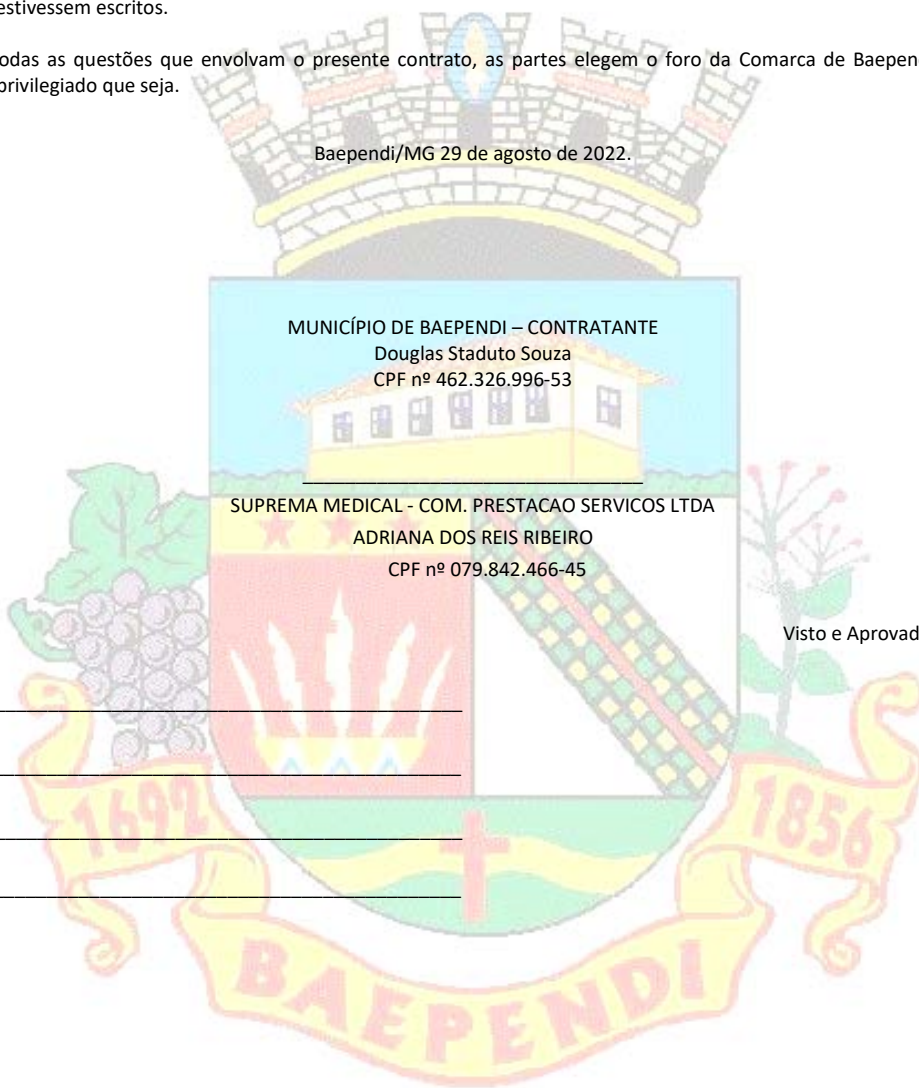 estivessem escritos.
odas as questões que envolvam o presente contrato, as partes elegem o foro da Comarca de Baepen
privilegiado que seja.
Baependi/MG 29 de agosto de 2022.
MUNICÍPIO DE BAEPENDI – CONTRATANTE
Douglas Staduto Souza
CPF nº 462.326.996-53
SUPREMA MEDICAL - COM. PRESTACAO SERVICOS LTDA
ADRIANA DOS REIS RIBEIRO
CPF nº 079.842.466-45
Visto e Aprovad
1692
1856
BAEPENDI